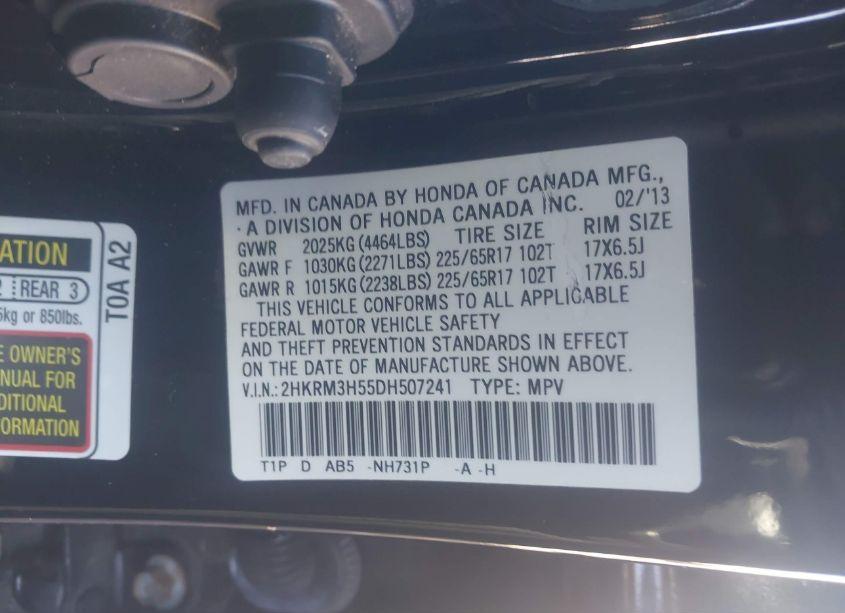 ATION
REAR 3
5kg or 850lbs.
E OWNER'S
NUAL FOR
DITIONAL
FORMATION
T0A A2
MFD. IN CANADA BY HONDA OF CANADA MFG.,
A DIVISION OF HONDA CANADA INC. 02/'13
GVWR 2025KG (4464LBS) TIRE SIZE RIM SIZE
GAWR F 1030KG (2271LBS) 225/65R17 102T 17X6.5J
GAWR R 1015KG (2238LBS) 225/65R17 102T 17X6.5J
THIS VEHICLE CONFORMS TO ALL APPLICABLE
FEDERAL MOTOR VEHICLE SAFETY
AND THEFT PREVENTION STANDARDS IN EFFECT
ON THE DATE OF MANUFACTURE SHOWN ABOVE.
V.I.N.: 2HKRM3H55DH507241 TYPE: MPV
T1P D AB5 -NH731P -A -H